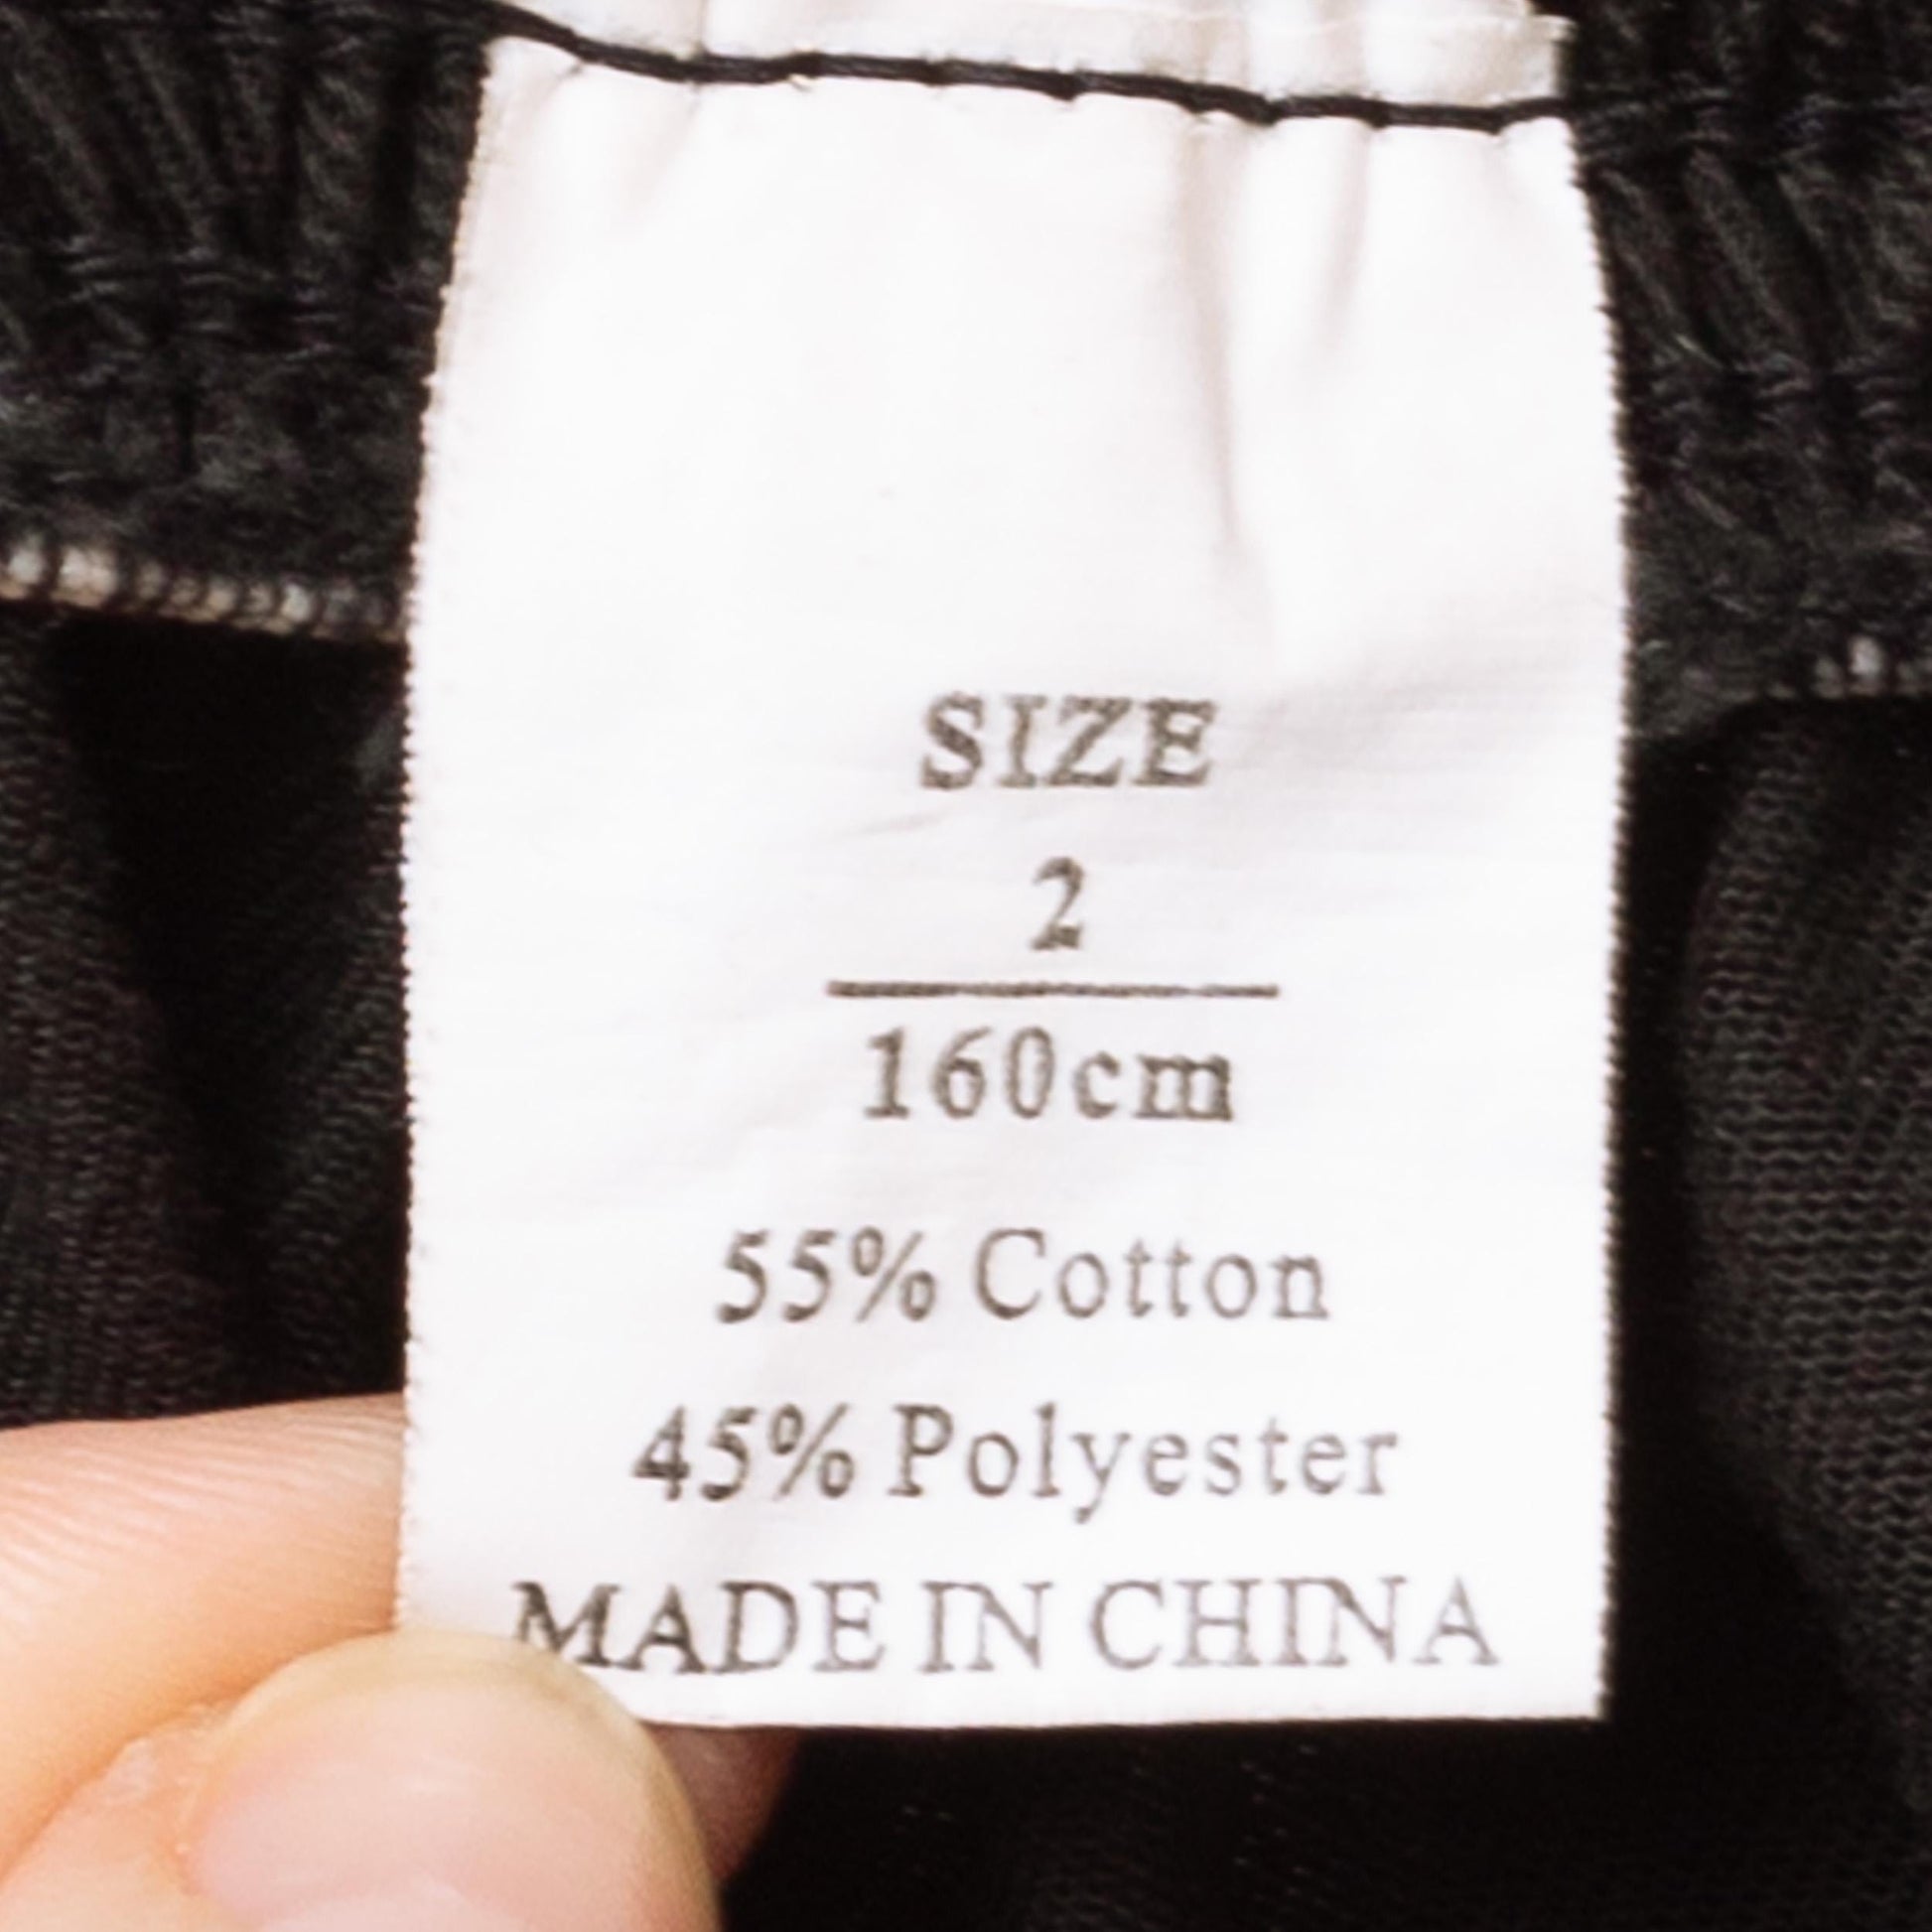 SIZE
2
160cm
55% Cotton
45% Polyester
MADE IN CHINA